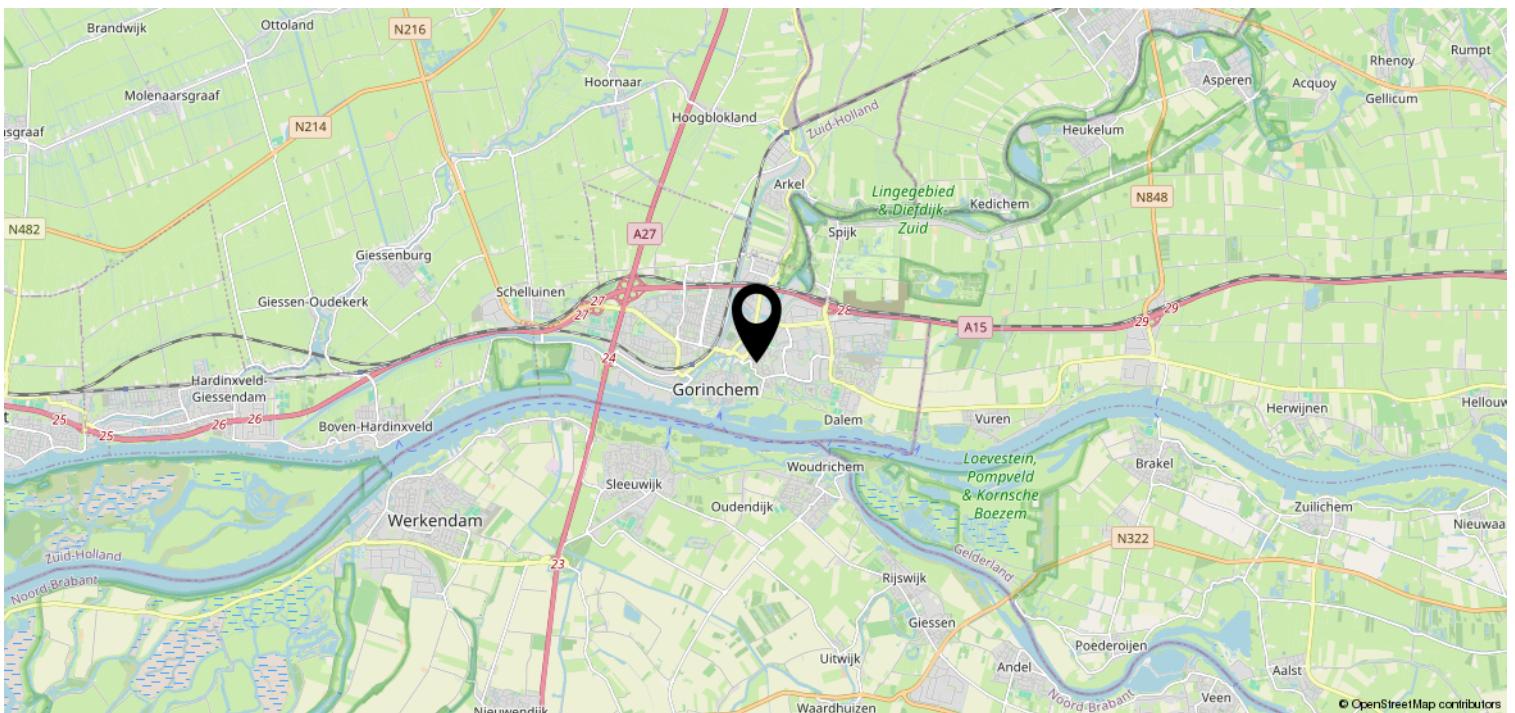 Brandwijk
Ottoland
N216
Rumpt
Rhenoy
Hoornaar
Asperen
Acquoy
Molenaarsgraaf
Gellicum
Hoogblokland
Zuid-Holland
N214
Heukelum
Arkel
Lingegebied
& Diefdijk
Zuid
Kedichem
N848
N482
A27
Spijk
Giessenburg
Schelluinen
Giessen-Oudekerk
27
27
28
29
29
A15
24
Hardinxveld-
Giessendam
Gorinchem
25
25
26
26
Boven-Hardinxveld
Dalem
Vuren
Herwijnen
Loevestein,
Pompveld
& Kornsche
Boezem
Woudrichem
Brakel
Sleeuwijk
Oudendijk
Zuilichem
Werkendam
Nieuwaa
N322
Zuid-Holland
Noord-Brabant
23
Gelderland
Rijswijk
Giessen
Poederoijen
Uitwijk
Andel
Aalst
Noord-Brabant
Veen
Nieuwendijk
Waardhuizen
© OpenStreetMap contributors